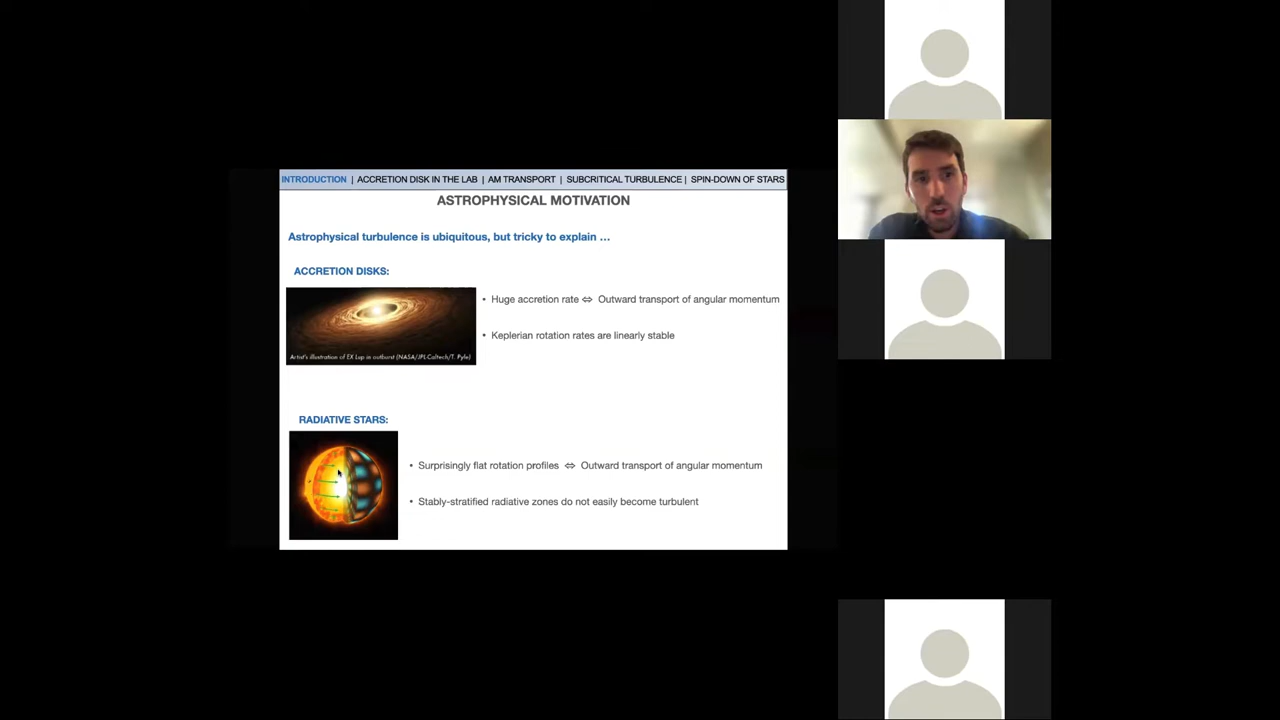 INTRODUCTION | ACCRETION DISK IN THE LAB | AM TRANSPORT | SUBCRITICAL TURBULENCE | SPIN-DOWN OF STARS
ASTROPHYSICAL MOTIVATION
Astrophysical turbulence is ubiquitous, but tricky to explain …
ACCRETION DISKS:
• Huge accretion rate ⇔ Outward transport of angular momentum
• Keplerian rotation rates are linearly stable
Artist's illustration of EX Lup in outburst (NASA/JPL-Caltech/T. Pyle)
RADIATIVE STARS:
• Surprisingly flat rotation profiles ⇔ Outward transport of angular momentum
• Stably-stratified radiative zones do not easily become turbulent